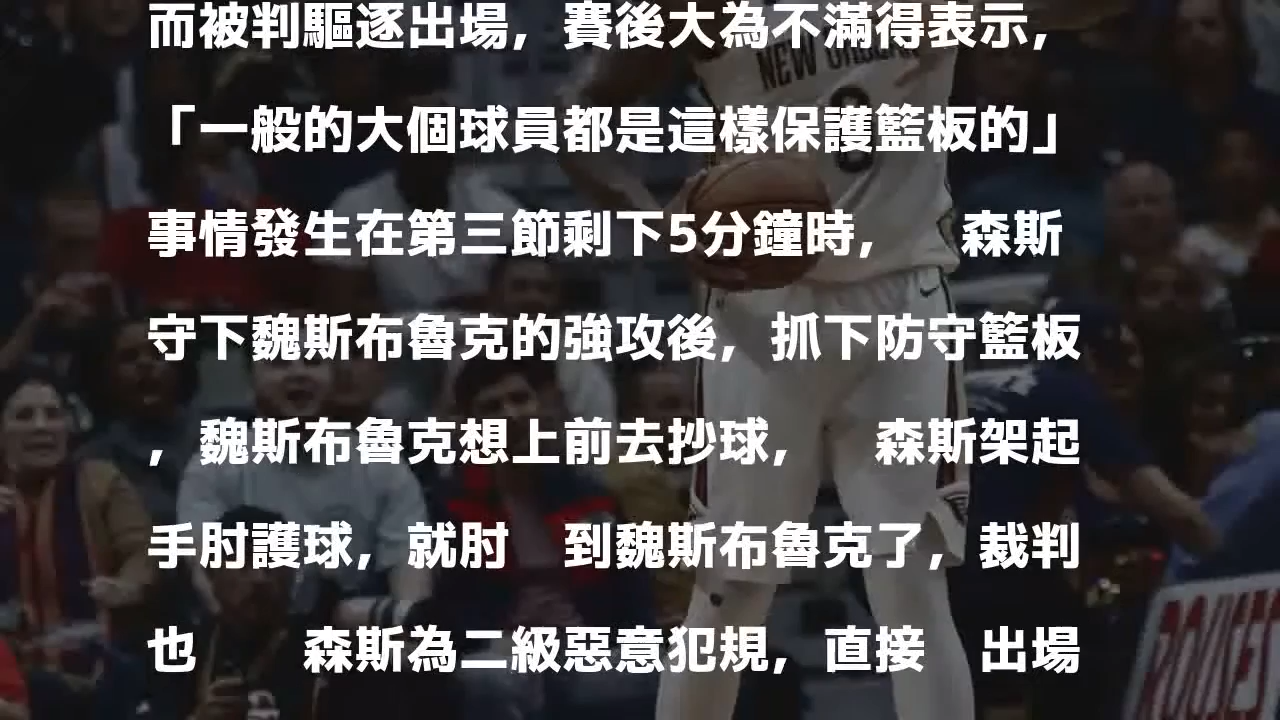 而被判驅逐出場，賽後大為不滿得表示，
「一般的大個球員都是這樣保護籃板的」
事情發生在第三節剩下5分鐘時，　森斯
守下魏斯布魯克的強攻後，抓下防守籃板
，魏斯布魯克想上前去抄球，　森斯架起
手肘護球，就肘　到魏斯布魯克了，裁判
也　　森斯為二級惡意犯規，直接　出場
NEW ORLEANS